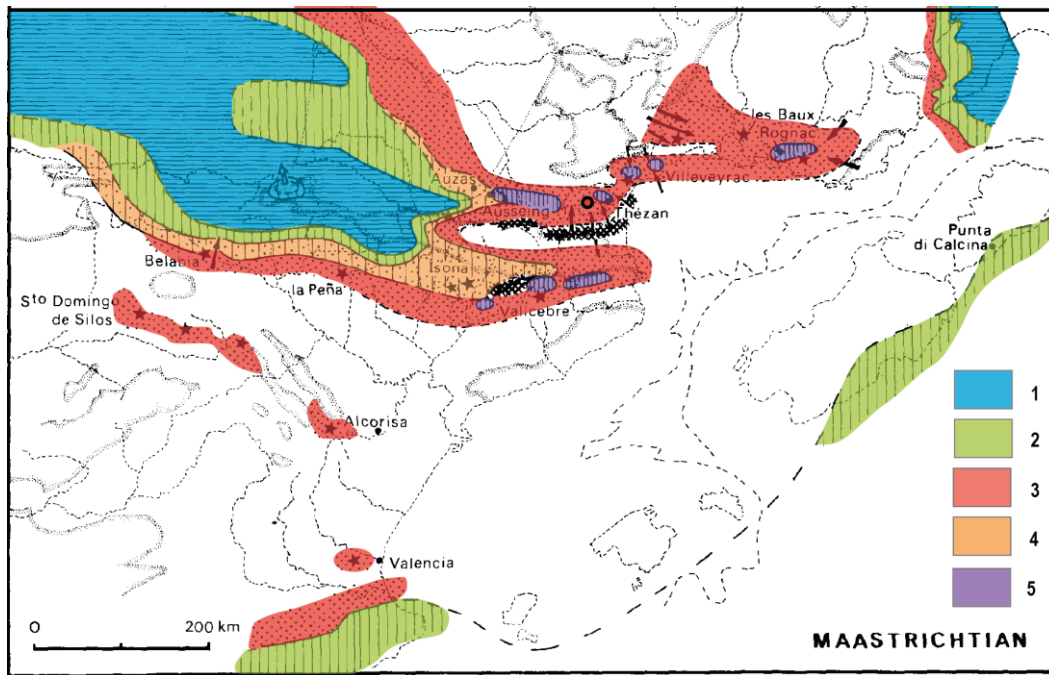 les Baux
Rognac
Auzas
Villeveyrac
Aussaing
Thézan
Punta
di Calcina
Belania
Isona
la Peña
Sto Domingo
de Silos
Vallcebre
1
2
Alcorisa
3
4
Valencia
5
0
200 km
MAASTRICHTIAN